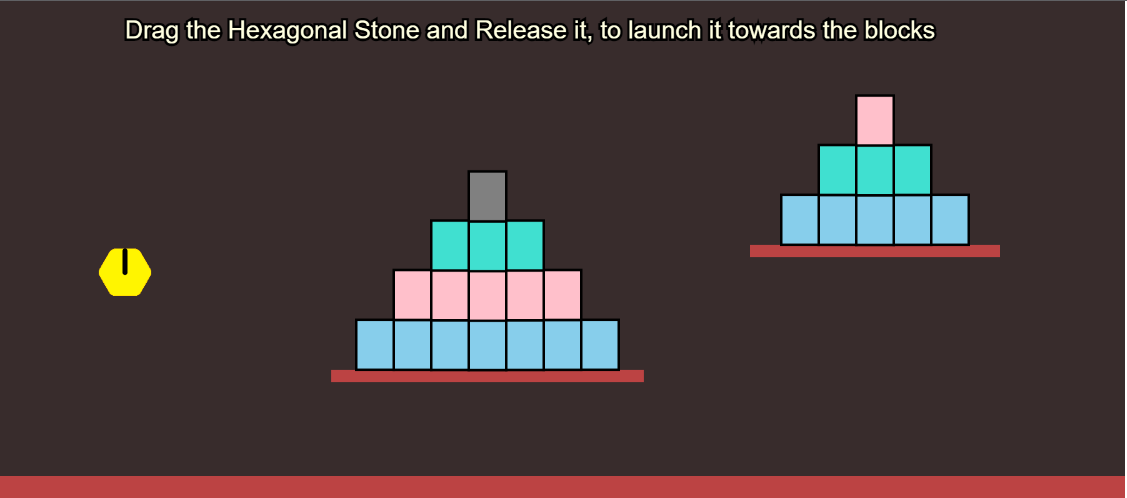 Drag the Hexagonal Stone and Release it, to launch it towards the blocks